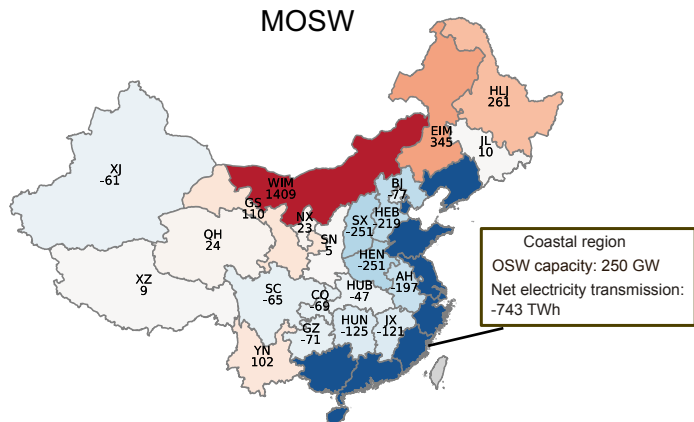 MOSW
HLJ
261
EIM
345
JL
10
XJ
-61
WIM
1409
BJ
-77
GS
110
NX
23
HEB
-219
SX
-251
QH
24
SN
5
HEN
-251
Coastal region
OSW capacity: 250 GW
Net electricity transmission:
-743 TWh
XZ
9
AH
-197
SC
-65
HUB
-47
CQ
-69
GZ
-71
HUN
-125
JX
-121
YN
102